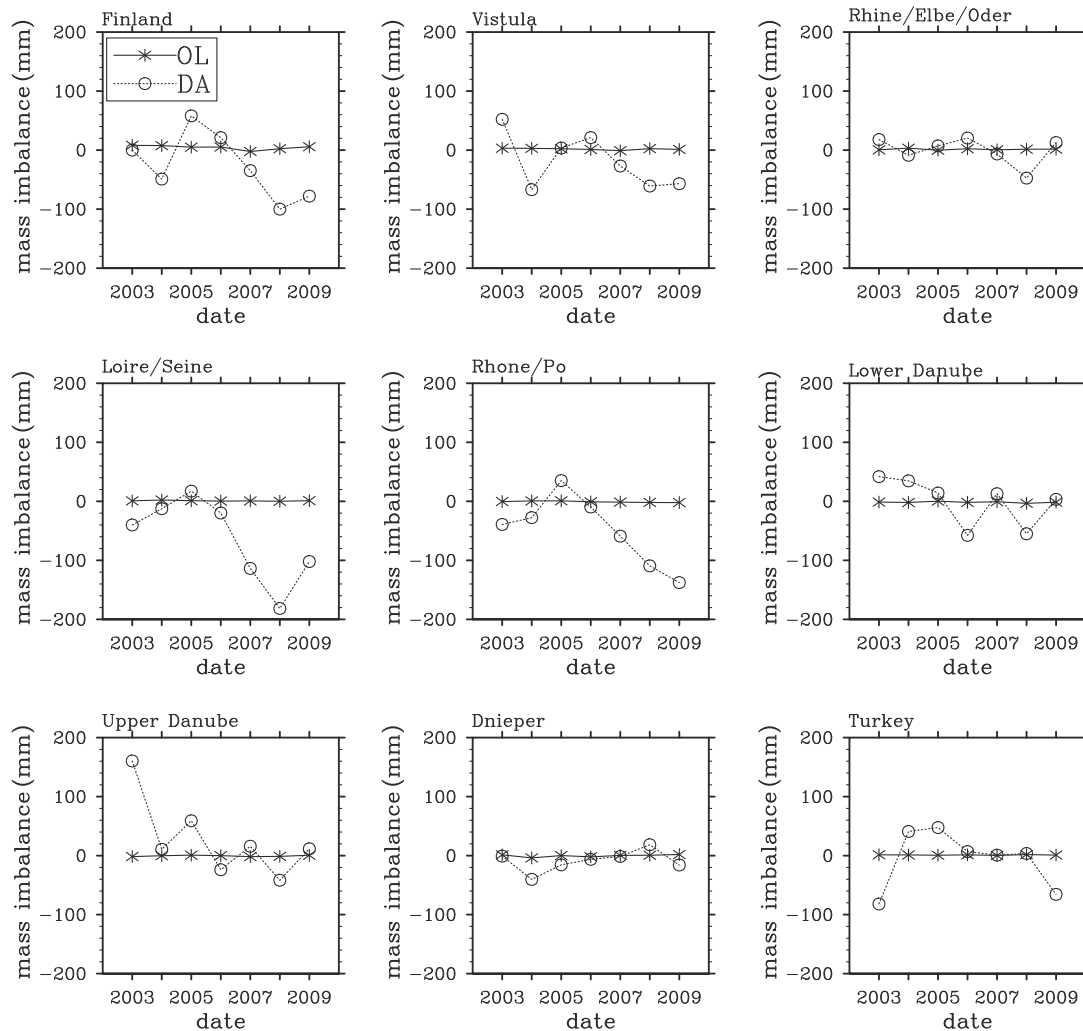 Finland
mass imbalance(mm)
200
100
0
−100
−200
OL
DA
2003 2005 2007 2009
date
Vistula
mass imbalance(mm)
200
100
0
−100
−200
2003 2005 2007 2009
date
Rhine/Elbe/Oder
mass imbalance(mm)
200
100
0
−100
−200
2003 2005 2007 2009
date
Loire/Seine
mass imbalance(mm)
200
100
0
−100
−200
2003 2005 2007 2009
date
Rhone/Po
mass imbalance(mm)
200
100
0
−100
−200
2003 2005 2007 2009
date
Lower Danube
mass imbalance(mm)
200
100
0
−100
−200
2003 2005 2007 2009
date
Upper Danube
mass imbalance(mm)
200
100
0
−100
−200
2003 2005 2007 2009
date
Dnieper
mass imbalance(mm)
200
100
0
−100
−200
2003 2005 2007 2009
date
Turkey
mass imbalance(mm)
200
100
0
−100
−200
2003 2005 2007 2009
date